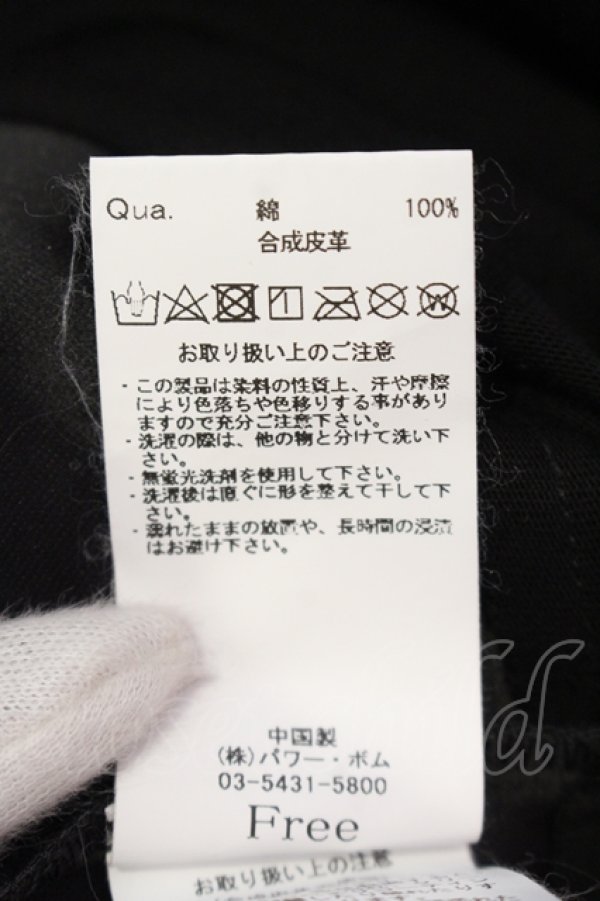 Qua. 綿 100%
合成皮革
お取り扱い上のご注意
・この製品は染料の性質上、汗や摩擦
により色落ちや色移りする事があり
ますので充分ご注意下さい。
・洗濯の際は、他の物と分けて洗い下
さい。
・無蛍光洗剤を使用して下さい。
・洗濯後は直ぐに形を整えて干して下
さい。
・濡れたままの放置や、長時間の浸漬
はお避け下さい。
中国製
(株)パワー・ボム
03-5431-5800
Free
お取り扱い上の注意